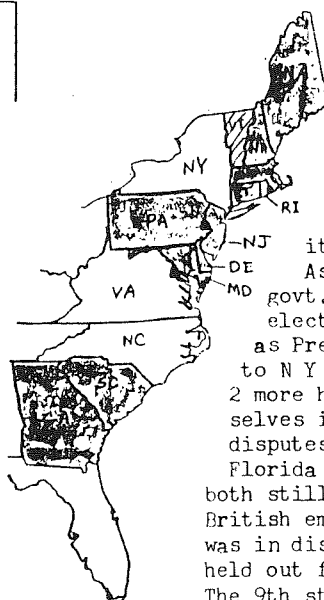 NY
PA
RI
NJ
DE
MD
VA
NC
SC
it
As
govt.
elect
as Pre
to N Y
2 more h
selves i
disputes
Florida
both still
British em
was in dis
held out f
The 9th st